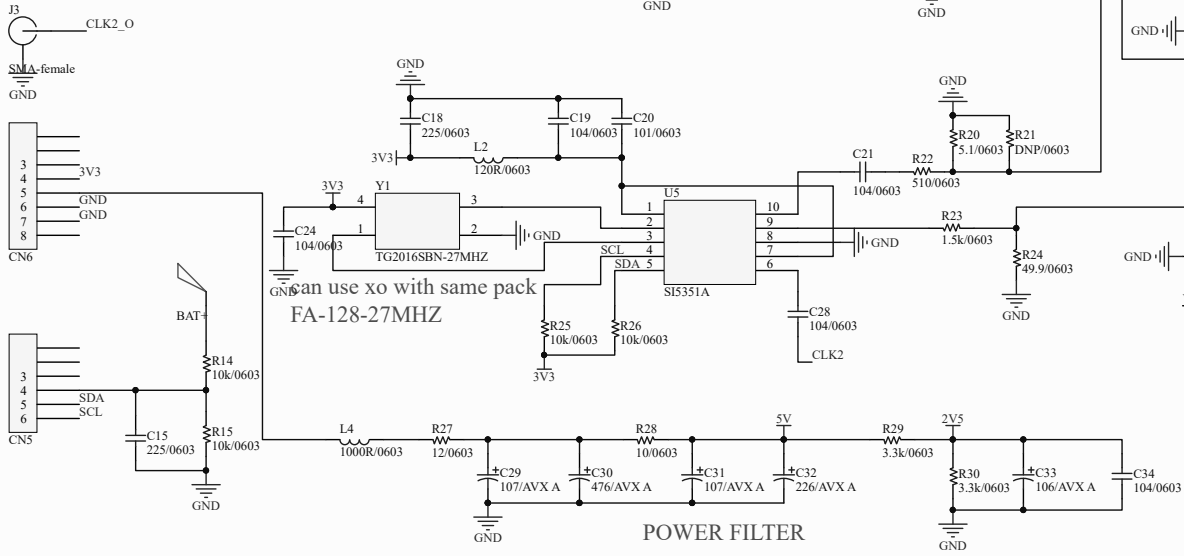 J3
CLK2_O
SMA-female
GND
GND
GND
GND
GND
C18
225/0603
C19
104/0603
C20
101/0603
3V3
L2
120R/0603
GND
R20
5.1/0603
R21
DNP/0603
C21
104/0603
R22
510/0603
3
4
5
6
7
8
3V3
GND
GND
CN6
3V3
Y1
4
3
1
2
GND
C24
104/0603
GND
TG2016SBN-27MHZ
can use xo with same pack
FA-128-27MHZ
U5
1
2
3
4
5
10
9
8
7
6
SCL
SDA
GND
SI5351A
R23
1.5k/0603
R24
49.9/0603
GND
GND
R25
10k/0603
R26
10k/0603
3V3
C28
104/0603
CLK2
BAT+
R14
10k/0603
R15
10k/0603
C15
225/0603
GND
3
4
5
6
SDA
SCL
CN5
L4
1000R/0603
R27
12/0603
R28
10/0603
5V
R29
3.3k/0603
2V5
C29
107/AVX A
C30
476/AVX A
C31
107/AVX A
C32
226/AVX A
R30
3.3k/0603
C33
106/AVX A
C34
104/0603
GND
POWER FILTER
GND